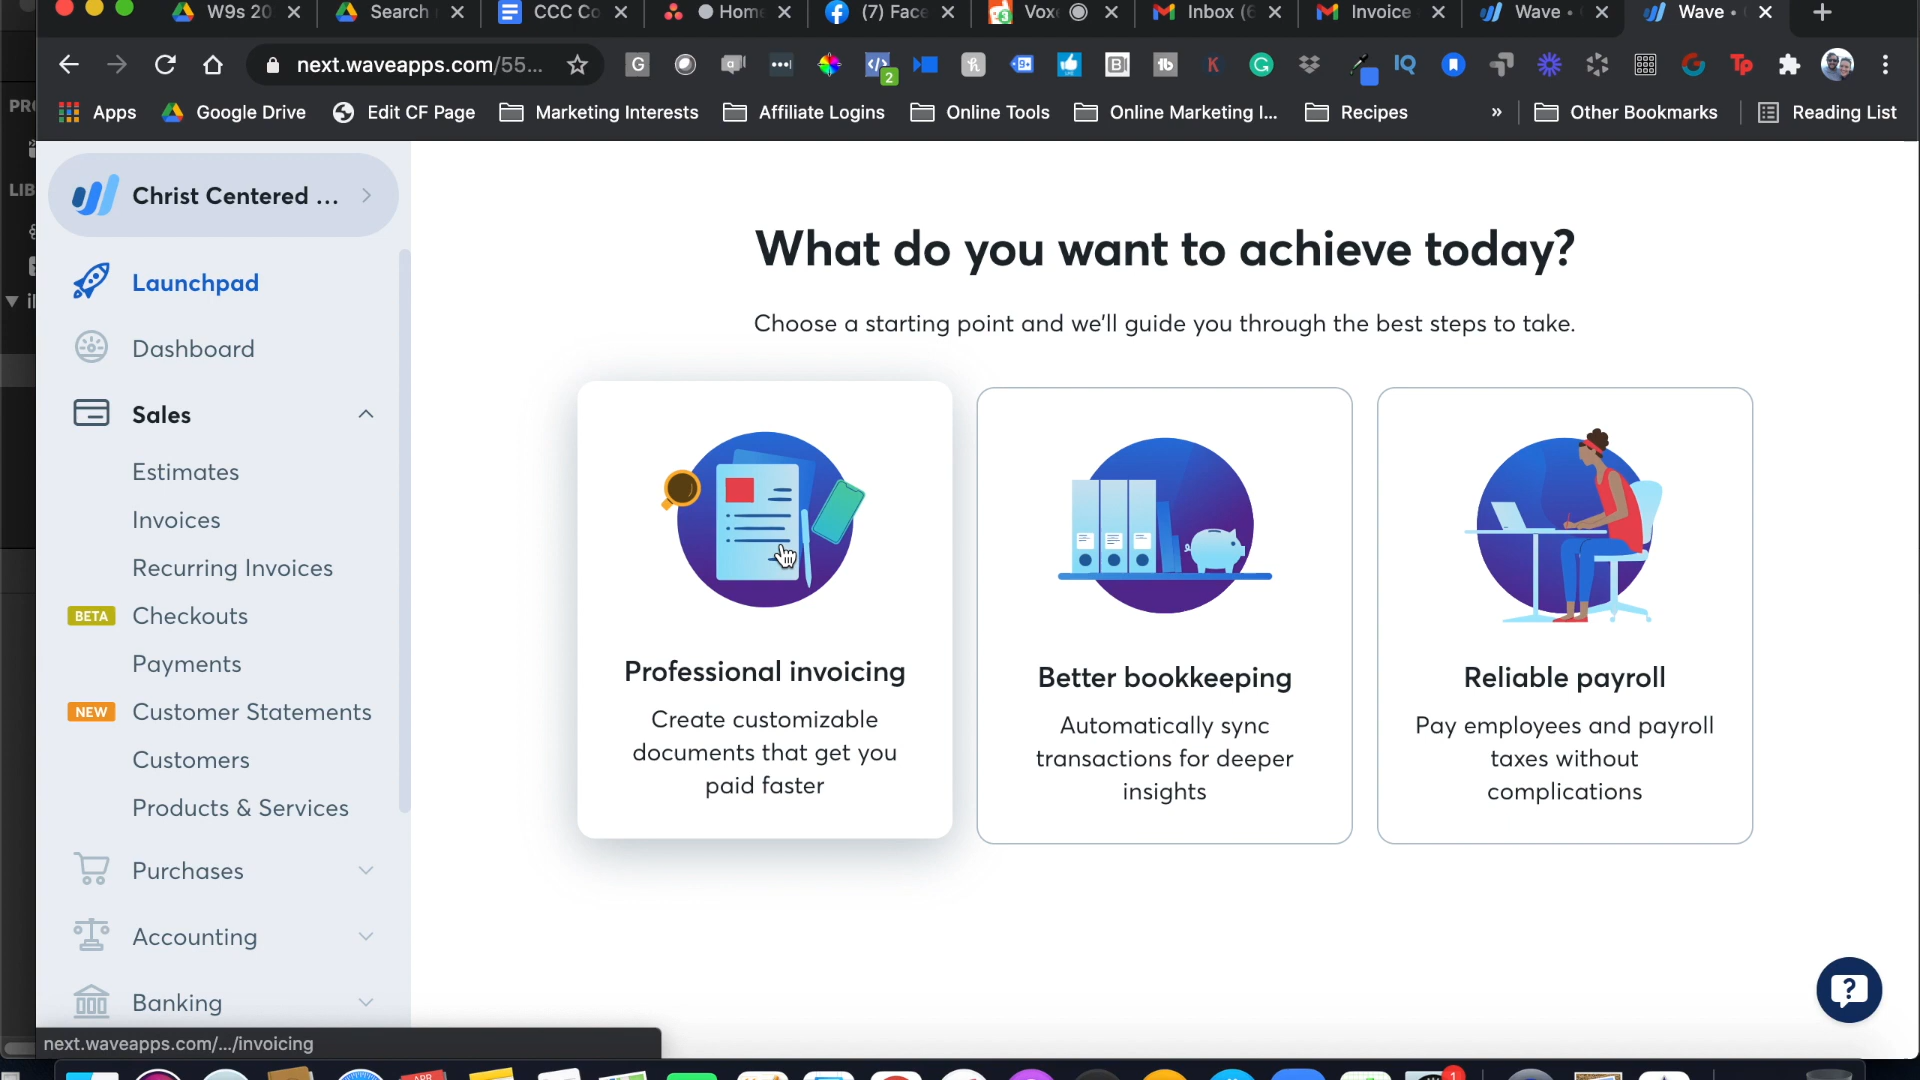 W9s 20
Search
CCC Co
Home
(7) Face
Vox
Inbox (6
Invoice
Wave •
Wave •
next.waveapps.com/55...
2
Apps
Google Drive
Edit CF Page
Marketing Interests
Affiliate Logins
Online Tools
Online Marketing I...
Recipes
»
Other Bookmarks
Reading List
Christ Centered ...
Launchpad
Dashboard
Sales
Estimates
Invoices
Recurring Invoices
BETA Checkouts
Payments
NEW Customer Statements
Customers
Products & Services
Purchases
Accounting
Banking
What do you want to achieve today?
Choose a starting point and we'll guide you through the best steps to take.
Professional invoicing
Create customizable
documents that get you
paid faster
Better bookkeeping
Automatically sync
transactions for deeper
insights
Reliable payroll
Pay employees and payroll
taxes without
complications
?
next.waveapps.com/.../invoicing
APR
1